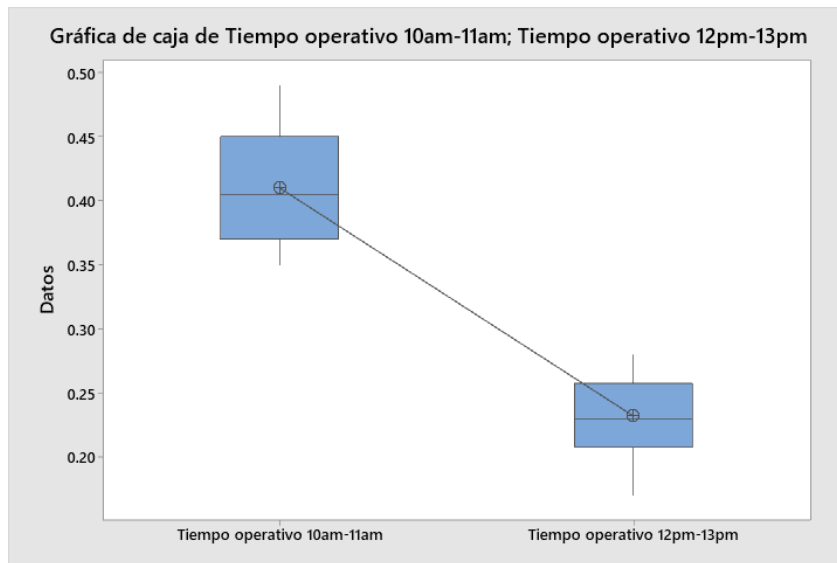 Gráfica de caja de Tiempo operativo 10am-11am; Tiempo operativo 12pm-13pm
0.50
0.45
0.40
0.35
0.30
0.25
0.20
Datos
Tiempo operativo 10am-11am
Tiempo operativo 12pm-13pm